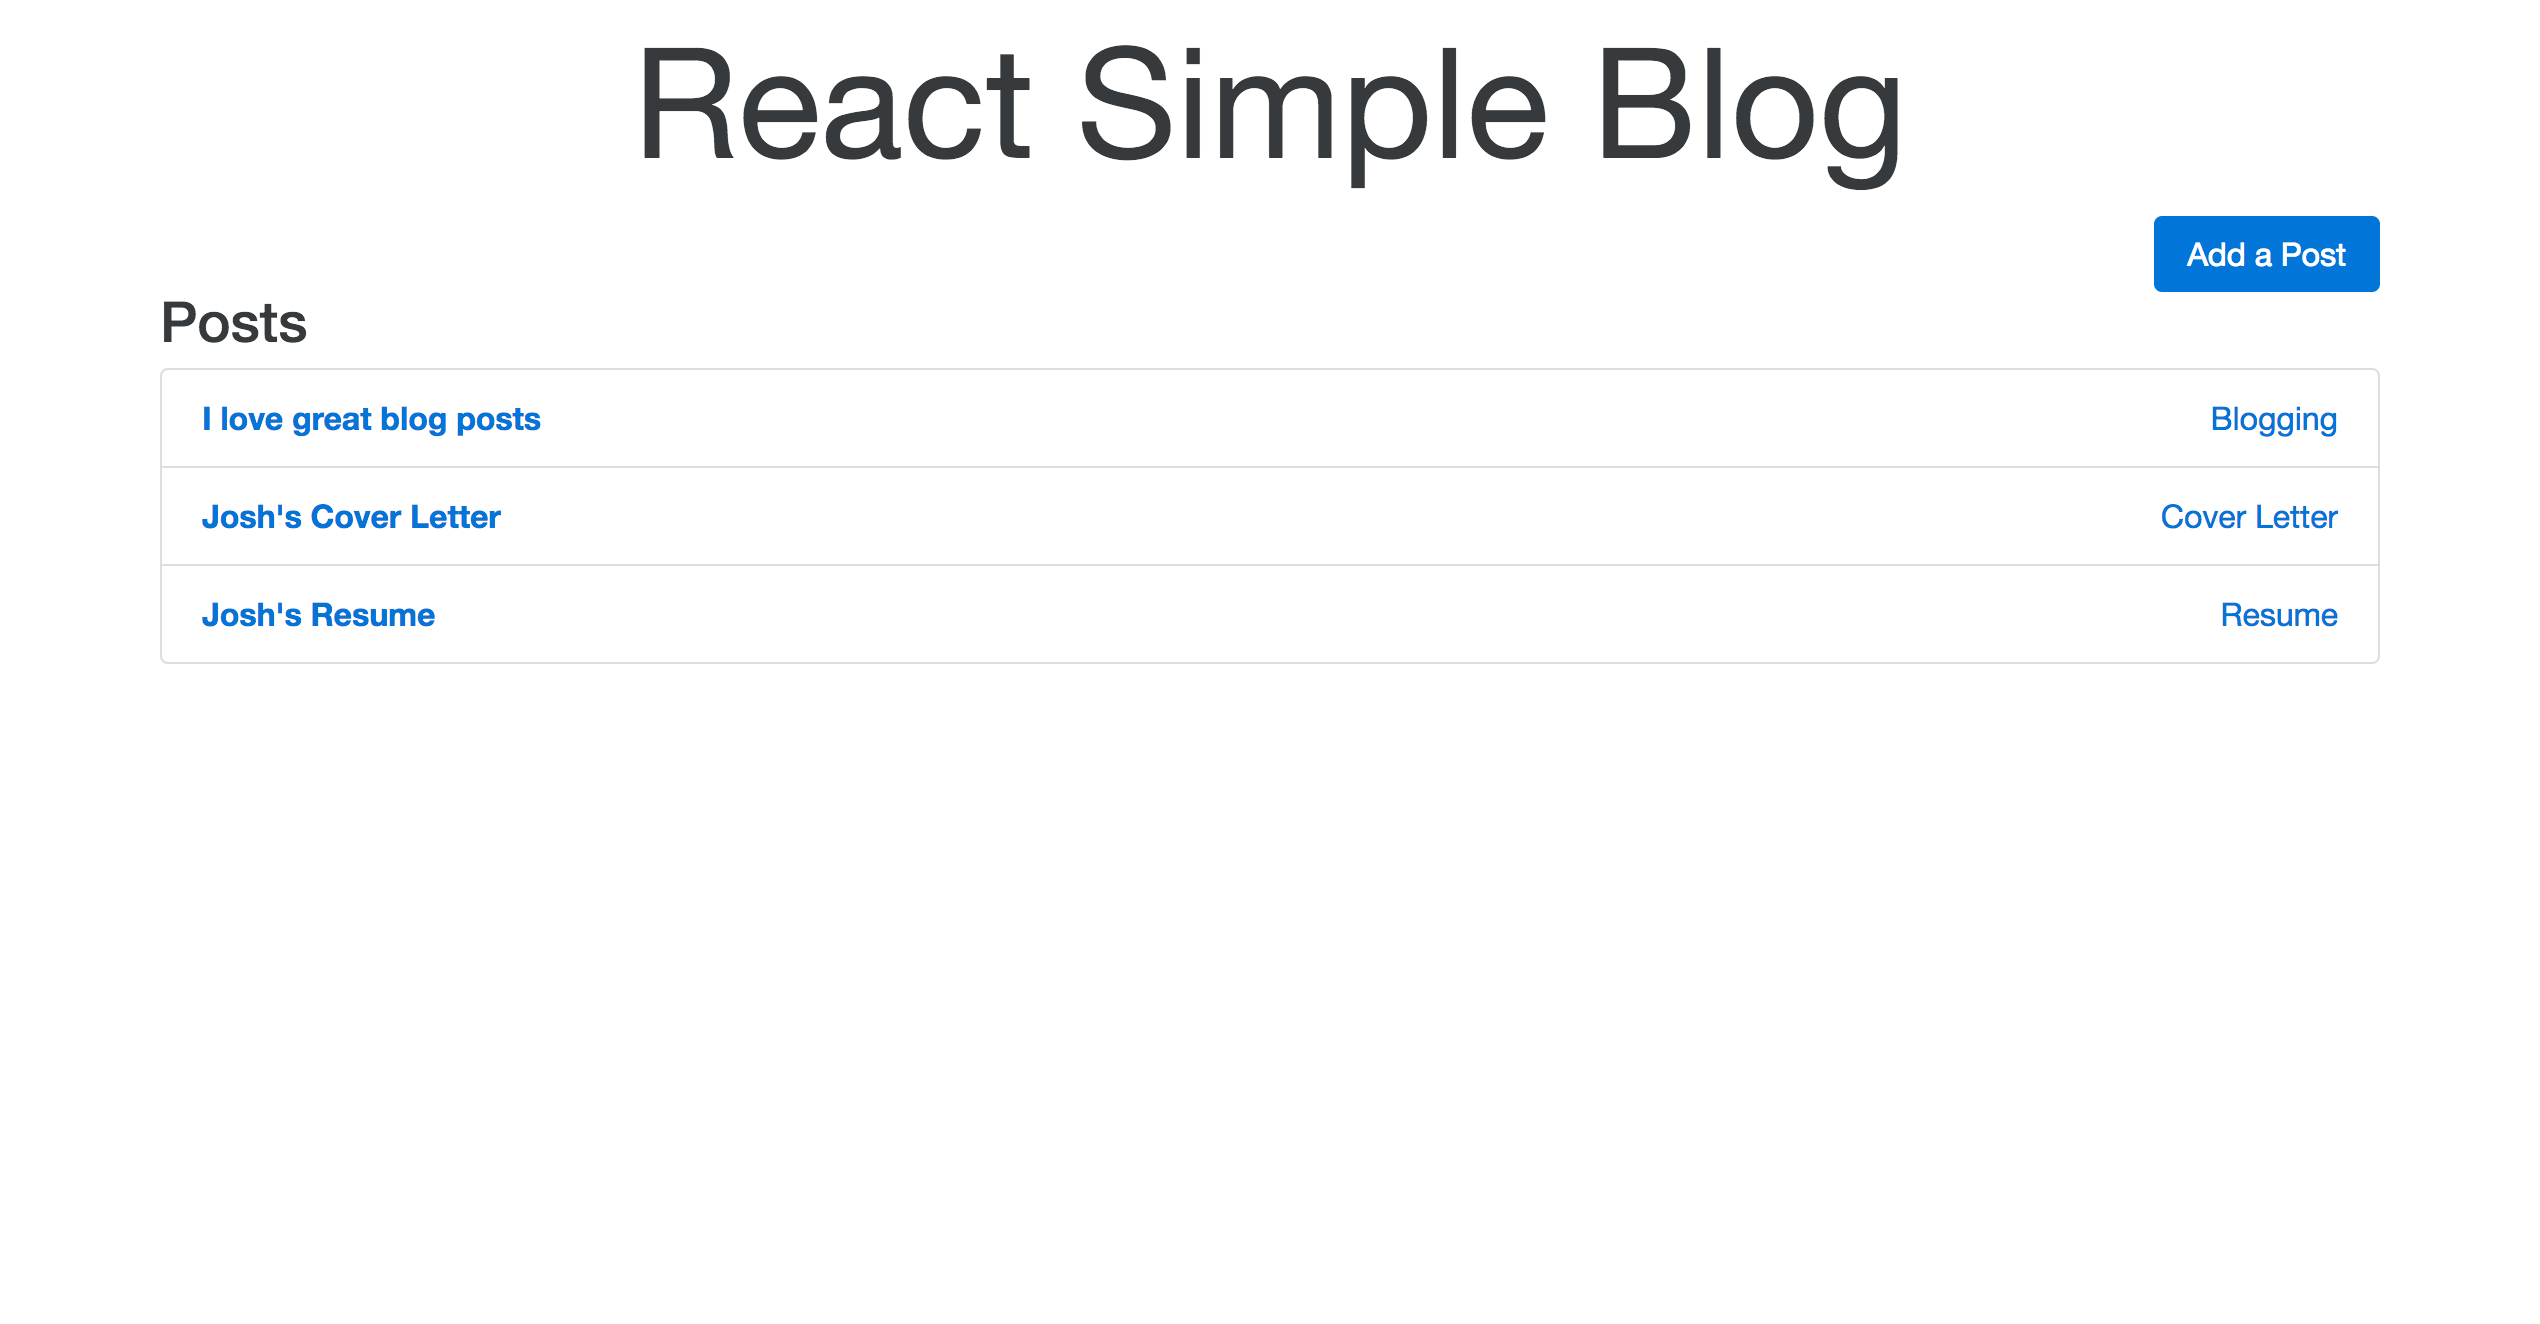 React Simple Blog
Add a Post
Posts
I love great blog posts Blogging
Josh's Cover Letter Cover Letter
Josh's Resume Resume